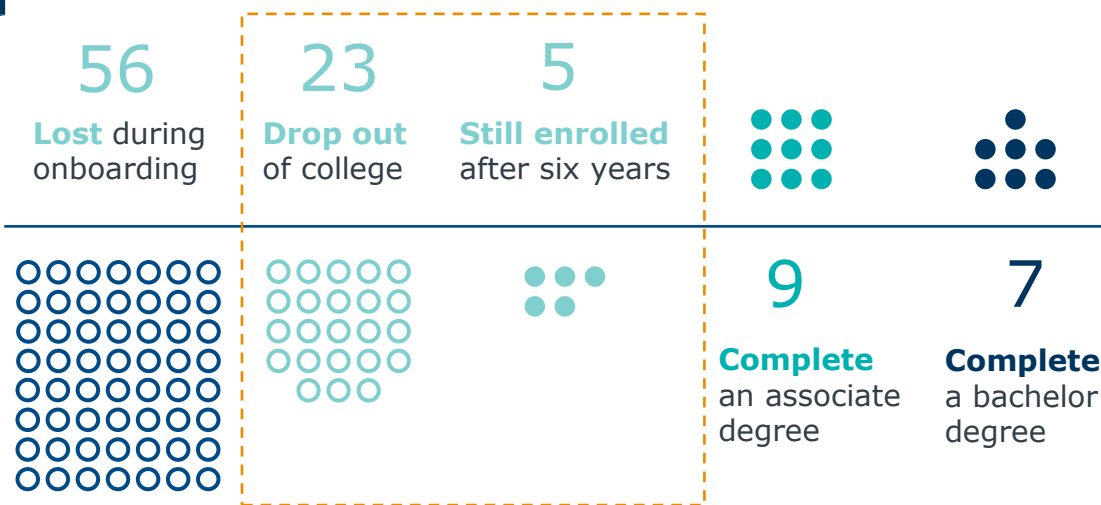 56
Lost during
onboarding
23
Drop out
of college
5
Still enrolled
after six years
9
Complete
an associate
degree
7
Complete
a bachelor
degree